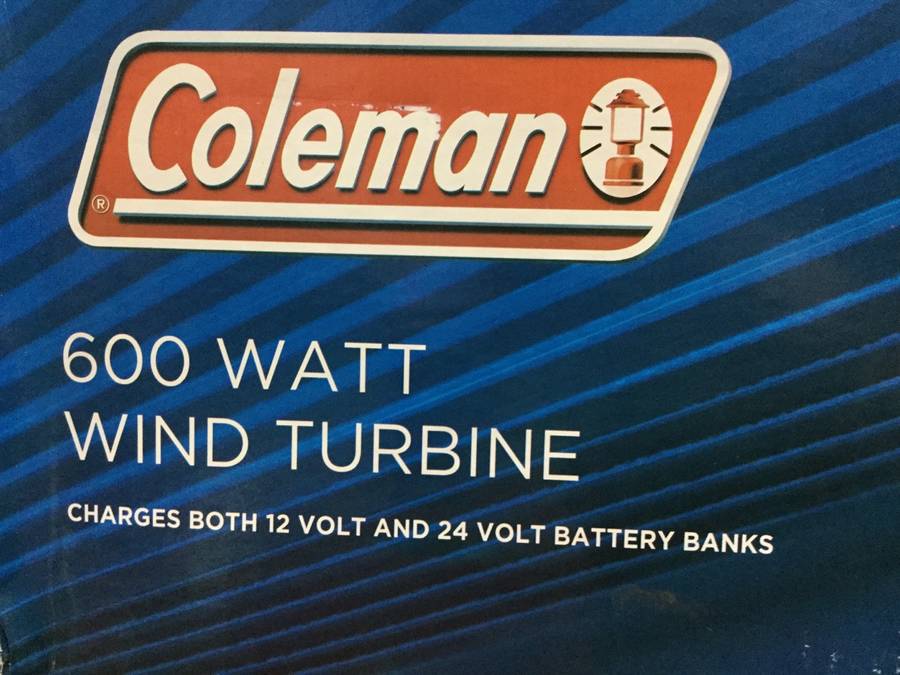 Coleman
®
600 WATT
WIND TURBINE
CHARGES BOTH 12 VOLT AND 24 VOLT BATTERY BANKS